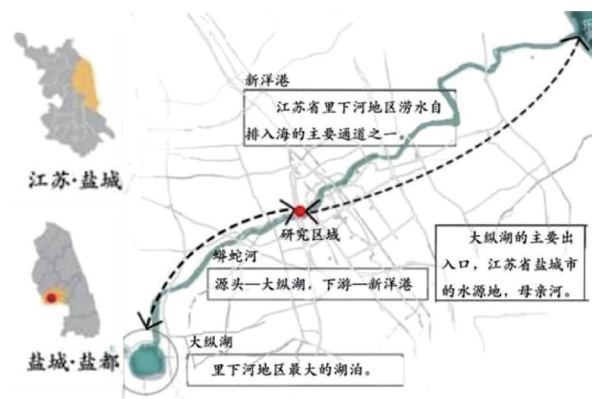 江苏·盐城
盐城·盐都
新洋港
江苏省里下河地区涝水自
排入海的主要通道之一。
研究区域
大纵湖的主要出
入口，江苏省盐城市
的水源地，母亲河。
蟒蛇河
源头—大纵湖，下游—新洋港
大纵湖
里下河地区最大的湖泊。